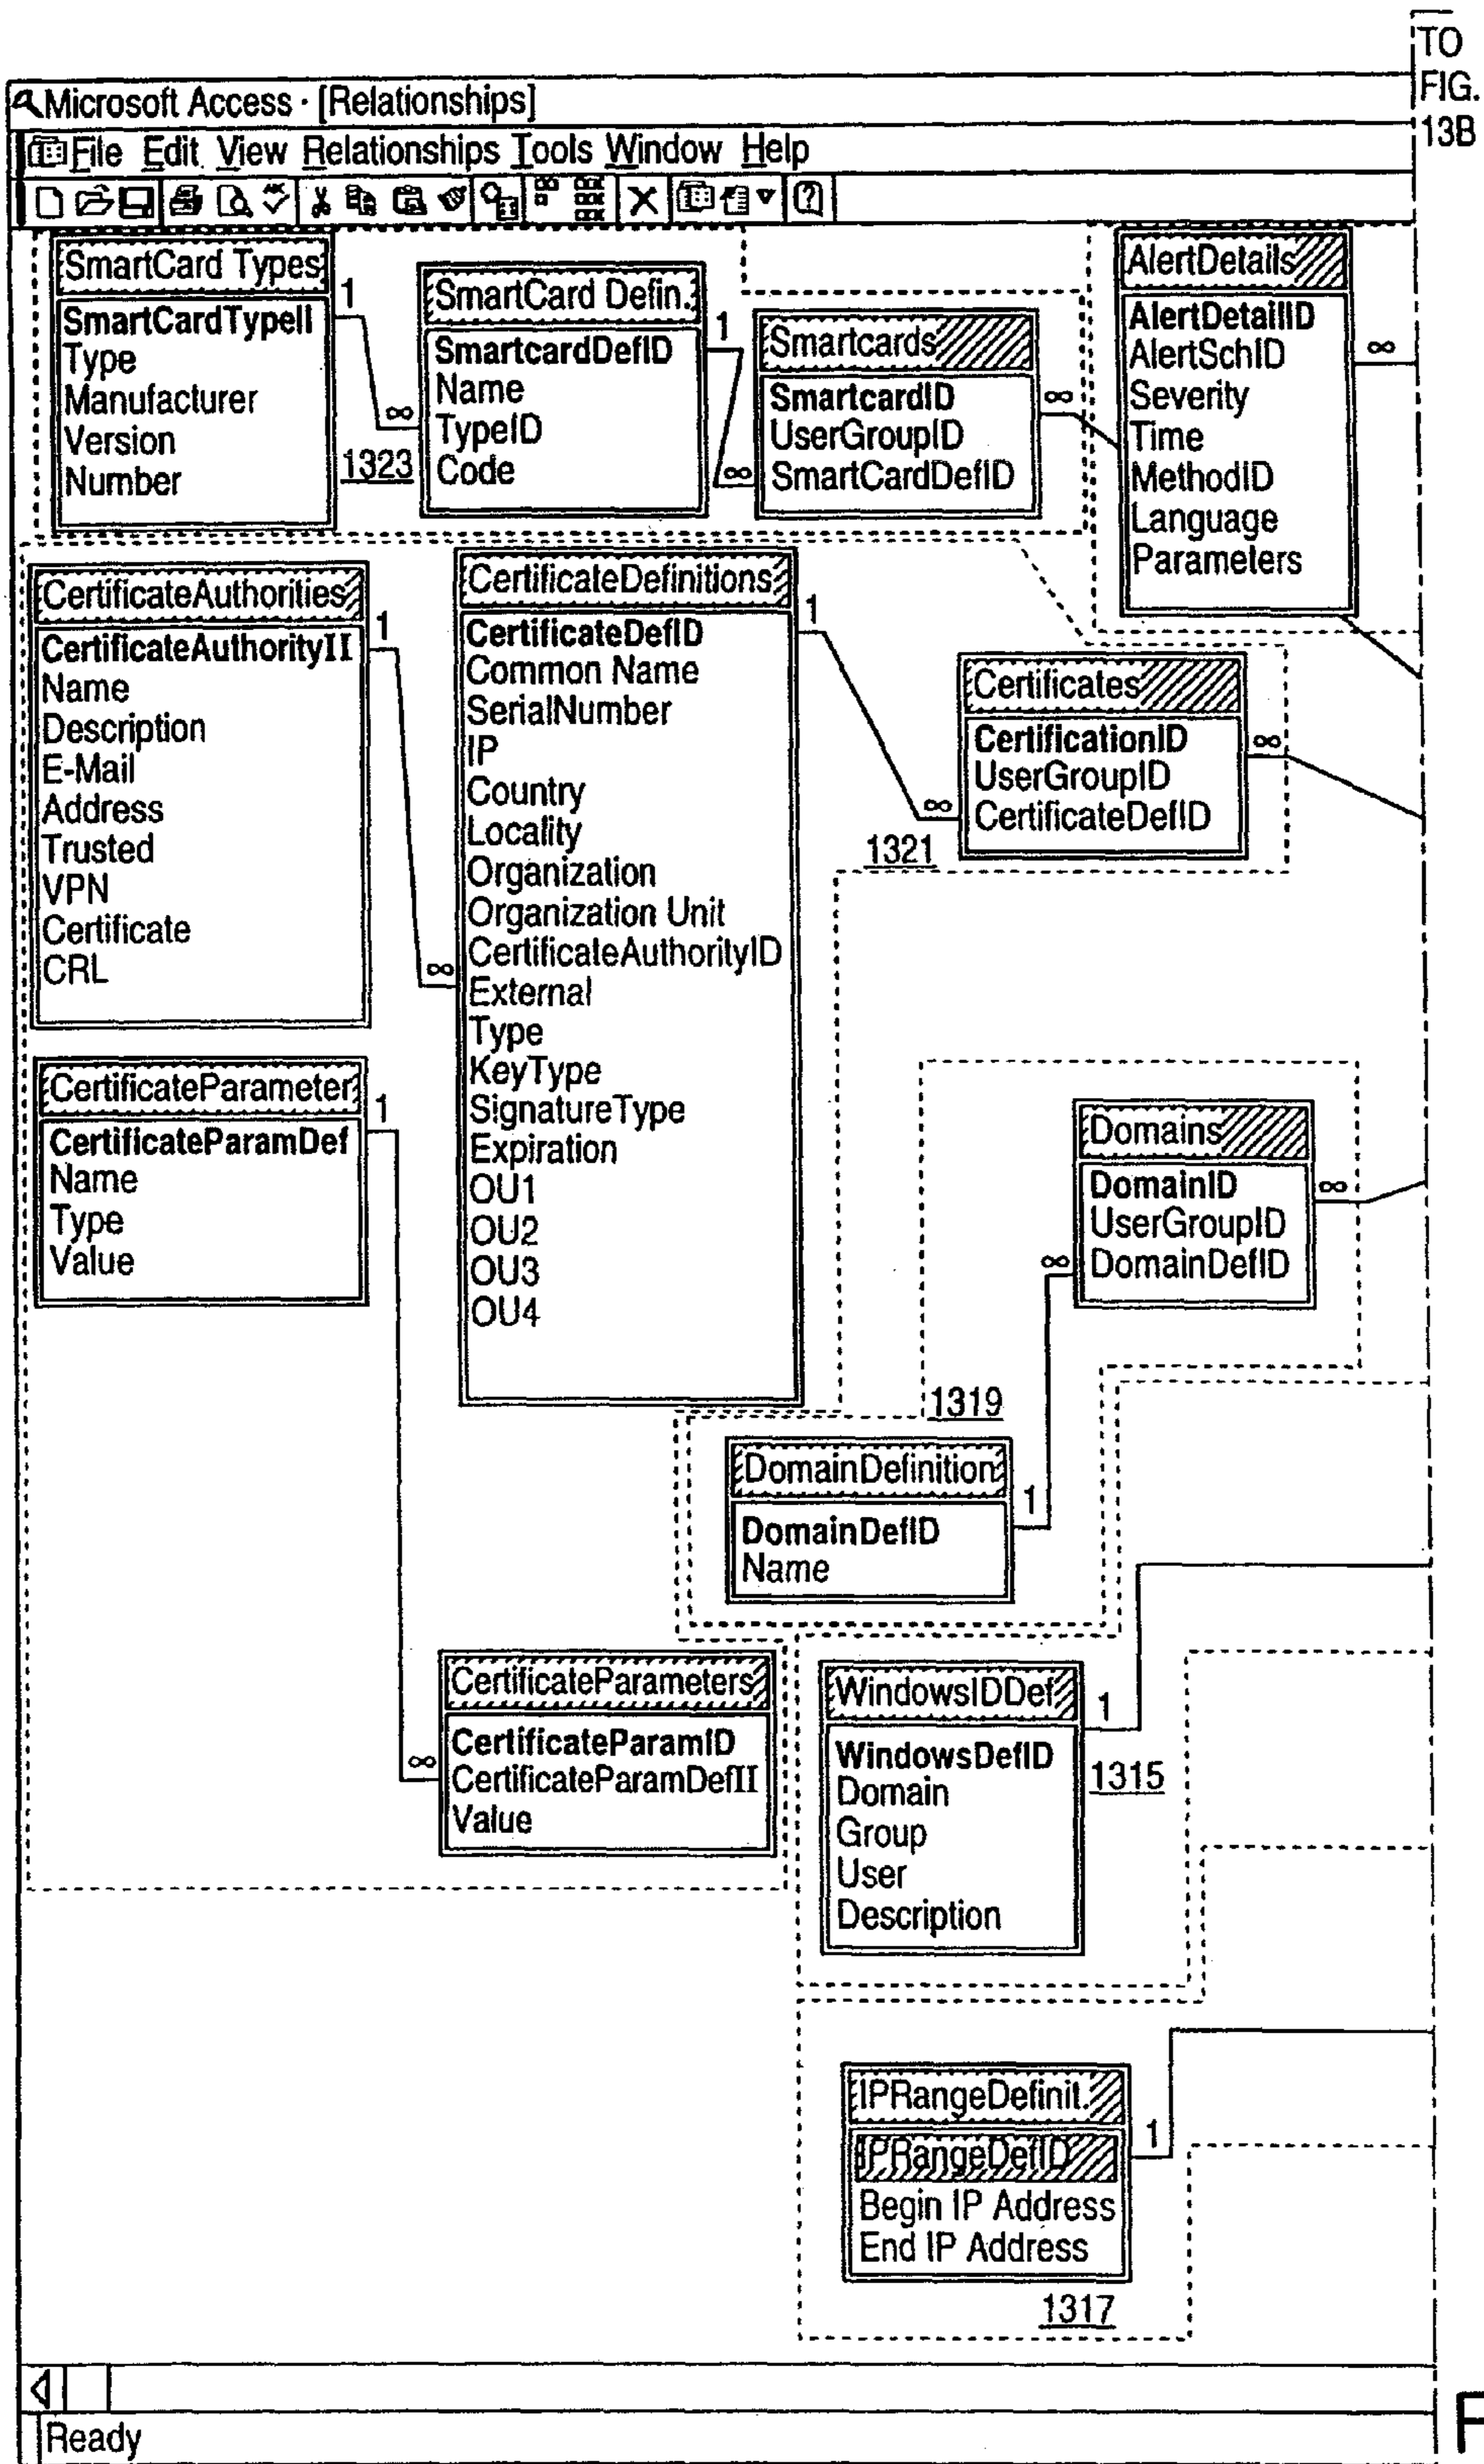 TO
FIG.
13B
Microsoft Access · [Relationships]
File Edit View Relationships Tools Window Help
SmartCard Types
SmartCardTypeII
Type
Manufacturer
Version
Number
1
∞
1323
SmartCard Defin.
SmartcardDefID
Name
TypeID
Code
1
∞
Smartcards
SmartcardID
UserGroupID
SmartCardDefID
∞
AlertDetails
AlertDetailID
AlertSchID
Severity
Time
MethodID
Language
Parameters
∞
CertificateAuthorities
CertificateAuthorityII
Name
Description
E-Mail
Address
Trusted
VPN
Certificate
CRL
1
∞
CertificateDefinitions
CertificateDefID
Common Name
SerialNumber
IP
Country
Locality
Organization
Organization Unit
CertificateAuthorityID
External
Type
KeyType
SignatureType
Expiration
OU1
OU2
OU3
OU4
1
∞
1321
Certificates
CertificationID
UserGroupID
CertificateDefID
∞
CertificateParameter
CertificateParamDef
Name
Type
Value
1
∞
Domains
DomainID
UserGroupID
DomainDefID
∞
∞
1319
DomainDefinition
DomainDefID
Name
1
CertificateParameters
CertificateParamID
CertificateParamDefII
Value
WindowsIDDef
WindowsDefID
Domain
Group
User
Description
1
1315
IPRangeDefinit.
IPRangeDefID
Begin IP Address
End IP Address
1
1317
Ready